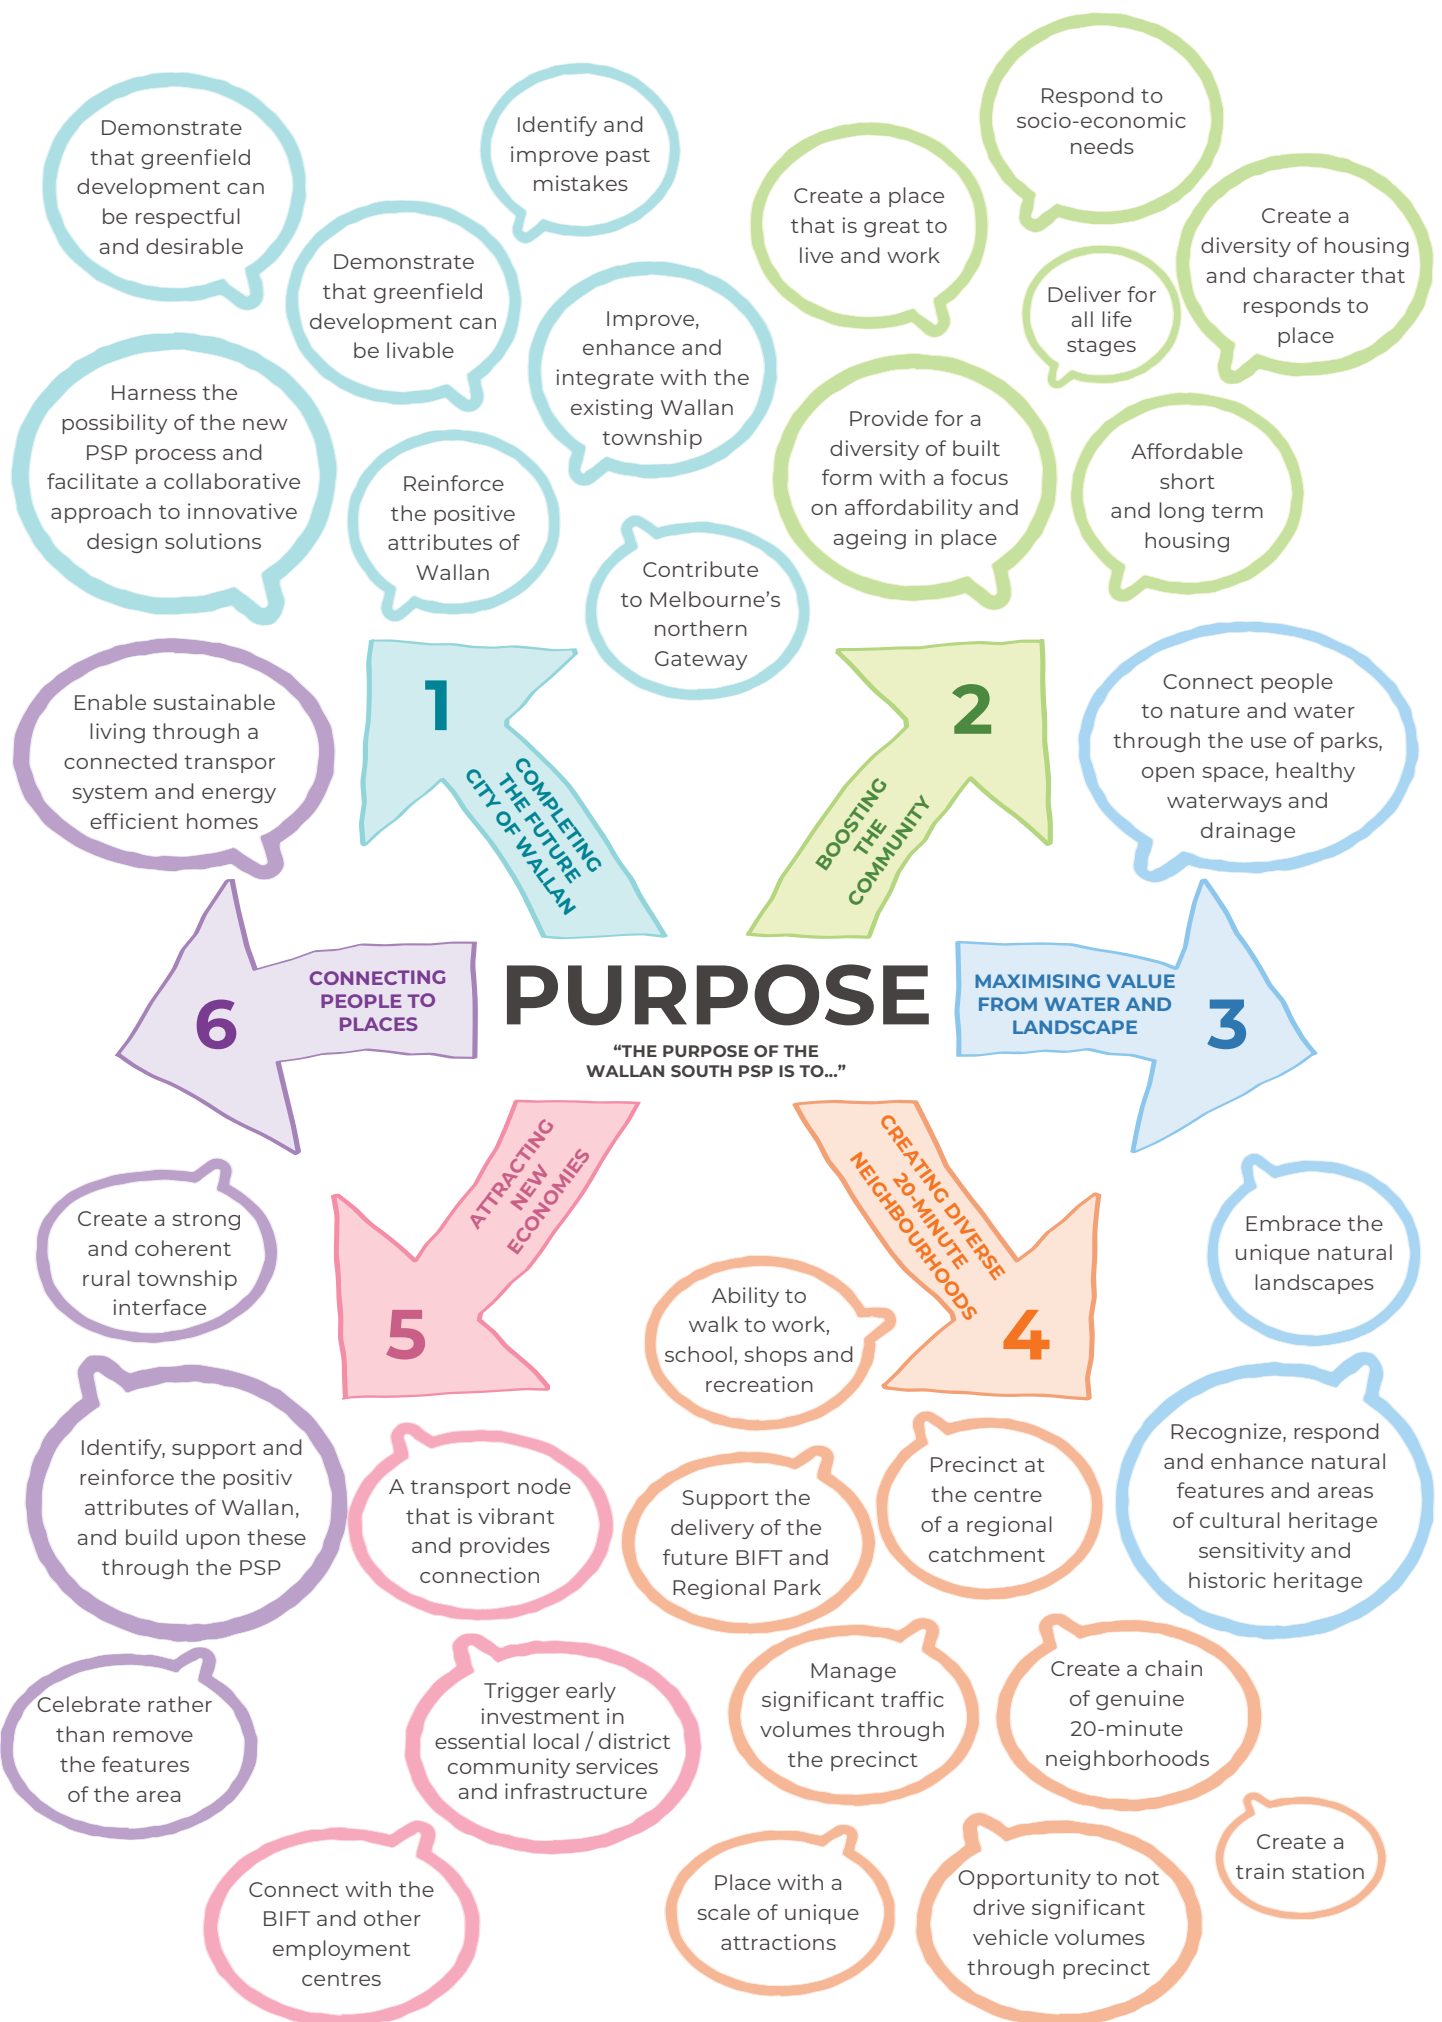 Demonstrate
that greenfield
development can
be respectful
and desirable
Identify and
improve past
mistakes
Demonstrate
that greenfield
development can
be livable
Improve,
enhance and
integrate with the
existing Wallan
township
Harness the
possibility of the new
PSP process and
facilitate a collaborative
approach to innovative
design solutions
Reinforce
the positive
attributes of
Wallan
Contribute
to Melbourne's
northern
Gateway
Respond to
socio-economic
needs
Create a place
that is great to
live and work
Create a
diversity of housing
and character that
responds to
place
Deliver for
all life
stages
Provide for a
diversity of built
form with a focus
on affordability and
ageing in place
Affordable
short
and long term
housing
1
COMPLETING
THE FUTURE
CITY OF WALLAN
2
BOOSTING
THE
COMMUNITY
Enable sustainable
living through a
connected transpor
system and energy
efficient homes
Connect people
to nature and water
through the use of parks,
open space, healthy
waterways and
drainage
6
CONNECTING
PEOPLE TO
PLACES
PURPOSE
“THE PURPOSE OF THE
WALLAN SOUTH PSP IS TO...”
MAXIMISING VALUE
FROM WATER AND
LANDSCAPE
3
ATTRACTING
NEW
ECONOMIES
5
CREATING DIVERSE
20-MINUTE
NEIGHBOURHOODS
4
Create a strong
and coherent
rural township
interface
Embrace the
unique natural
landscapes
Ability to
walk to work,
school, shops and
recreation
Identify, support and
reinforce the positiv
attributes of Wallan,
and build upon these
through the PSP
A transport node
that is vibrant
and provides
connection
Support the
delivery of the
future BIFT and
Regional Park
Precinct at
the centre
of a regional
catchment
Recognize, respond
and enhance natural
features and areas
of cultural heritage
sensitivity and
historic heritage
Celebrate rather
than remove
the features
of the area
Trigger early
investment in
essential local / district
community services
and infrastructure
Manage
significant traffic
volumes through
the precinct
Create a chain
of genuine
20-minute
neighborhoods
Connect with the
BIFT and other
employment
centres
Place with a
scale of unique
attractions
Opportunity to not
drive significant
vehicle volumes
through precinct
Create a
train station